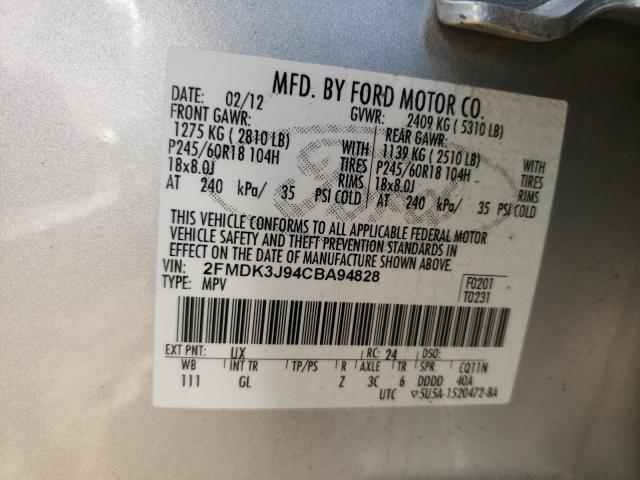 MFD. BY FORD MOTOR CO.
DATE: 02/12 GVWR: 2409 KG ( 5310 LB)
FRONT GAWR: REAR GAWR:
1275 KG ( 2810 LB) 1139 KG ( 2510 LB)
P245/60R18 104H WITH TIRES P245/60R18 104H WITH TIRES
18x8.0J RIMS 18x8.0J RIMS
AT 240 kPa/ 35 PSI COLD AT 240 kPa/ 35 PSI COLD
Ford
THIS VEHICLE CONFORMS TO ALL APPLICABLE FEDERAL MOTOR
VEHICLE SAFETY AND THEFT PREVENTION STANDARDS IN
EFFECT ON THE DATE OF MANUFACTURE SHOWN ABOVE.
VIN: 2FMDK3J94CBA94828 F0201
TYPE: MPV T0231
EXT PNT: UX RC: 24 DSO:
WB INT TR TP/PS R AXLE TR SPR CQ11N
111 GL Z 3C 6 DDDD 40A
UTC ▽5U5A-1520472-BA